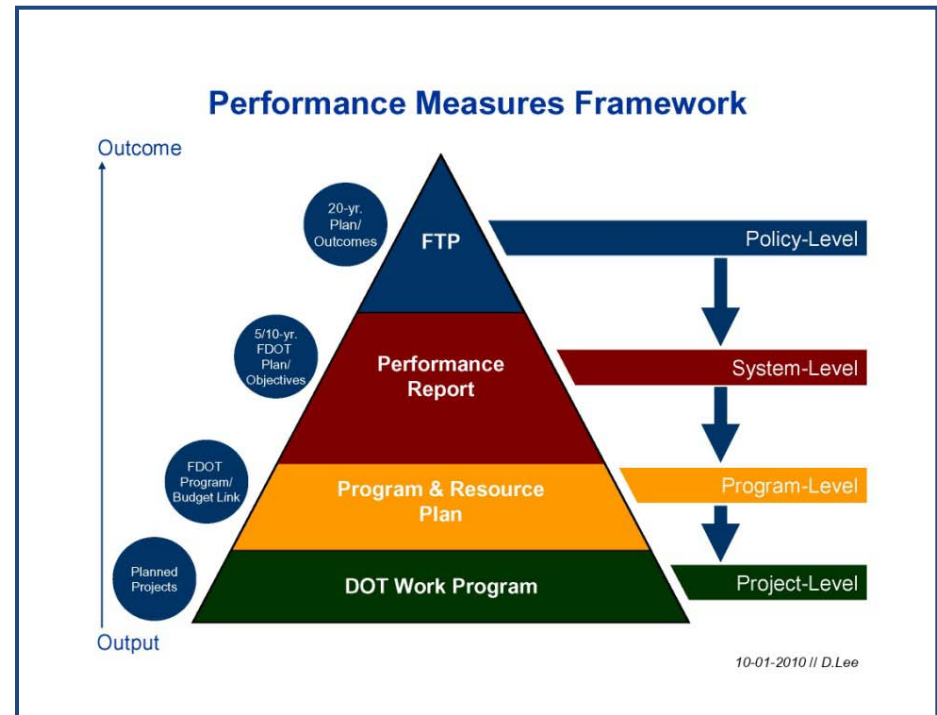 Performance Measures Framework
Outcome
20-yr.
Plan/
Outcomes
FTP
Policy-Level
5/10-yr.
FDOT
Plan/
Objectives
Performance
Report
System-Level
FDOT
Program/
Budget Link
Program & Resource
Plan
Program-Level
Planned
Projects
DOT Work Program
Project-Level
Output
10-01-2010 // D.Lee